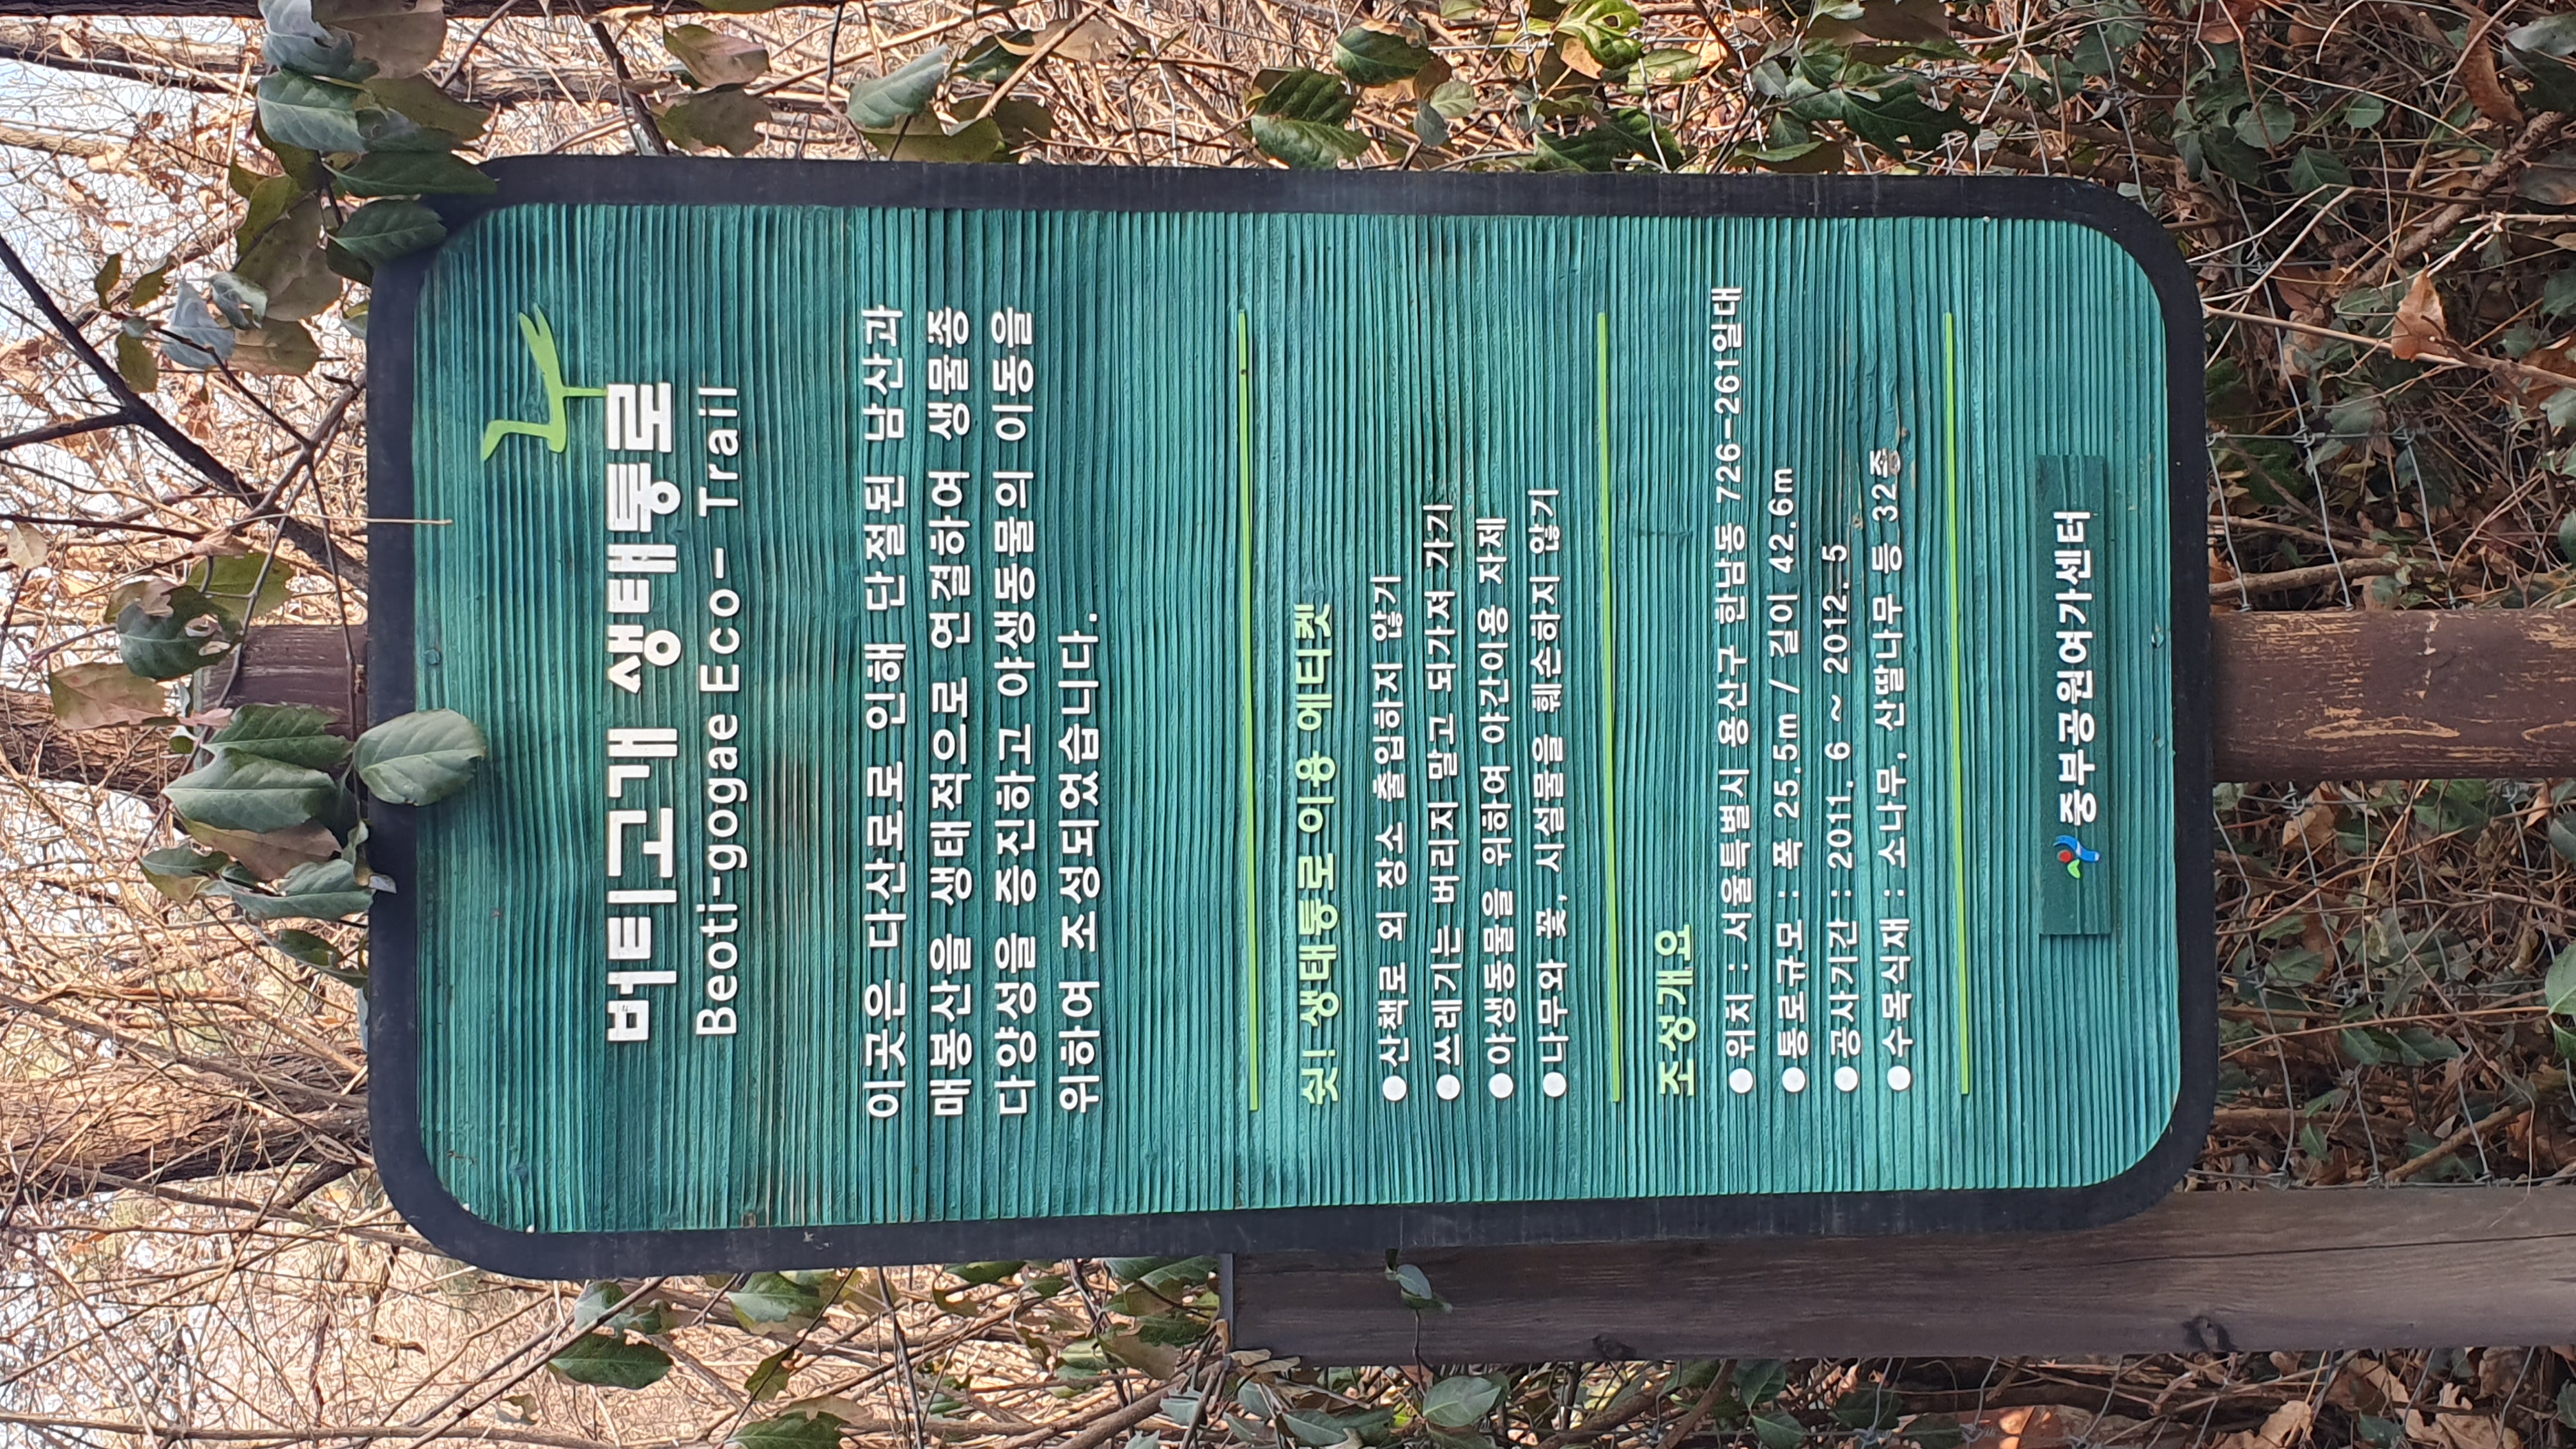 버티고개 생태통로
Beoti-gogae Eco- Trail
이곳은 다산로로 인해 단절된 남산과
매봉산을 생태적으로 연결하여 생물종
다양성을 증진하고 야생동물의 이동을
위하여 조성되었습니다.
쉿! 생태통로 이용 에티켓
●산책로 외 장소 출입하지 않기
●쓰레기는 버리지 말고 되가져 가기
●야생동물을 위하여 야간이용 자제
●나무와 꽃, 시설물을 훼손하지 않기
조성개요
●위치 : 서울특별시 용산구 한남동 726-261일대
●통로규모 : 폭 25.5m / 길이 42.6m
●공사기간 : 2011. 6 ~ 2012. 5
●수목식재 : 소나무, 산딸나무 등 32종
중부공원여가센터